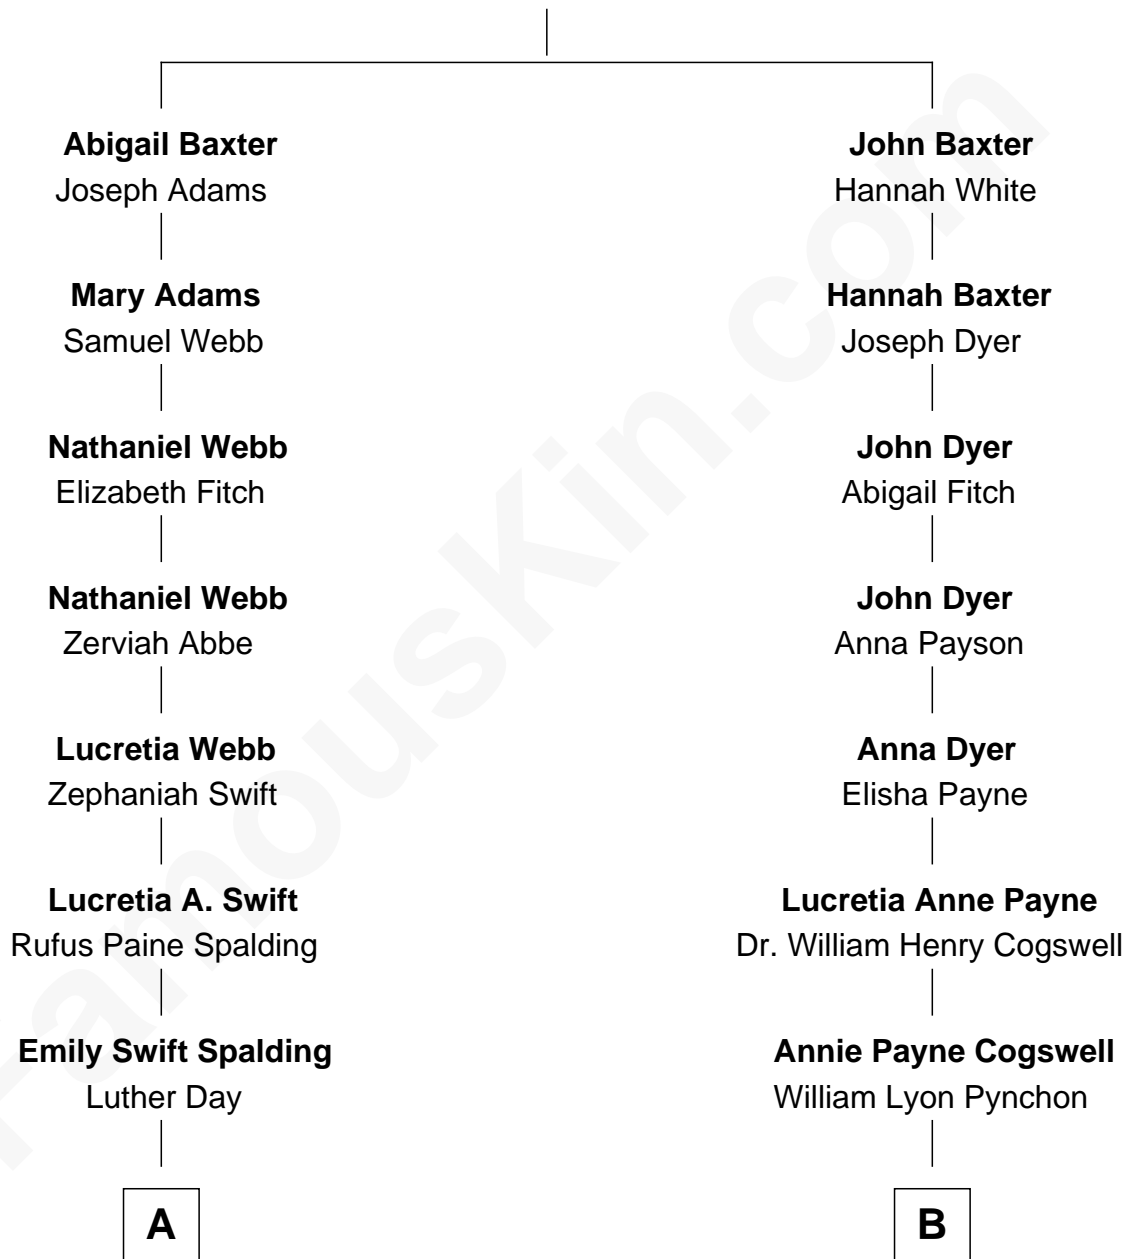 Abigail Baxter
Joseph Adams
John Baxter
Hannah White
Mary Adams
Samuel Webb
Hannah Baxter
Joseph Dyer
Nathaniel Webb
Elizabeth Fitch
John Dyer
Abigail Fitch
Nathaniel Webb
Zerviah Abbe
John Dyer
Anna Payson
Lucretia Webb
Zephaniah Swift
Anna Dyer
Elisha Payne
Lucretia A. Swift
Rufus Paine Spalding
Lucretia Anne Payne
Dr. William Henry Cogswell
Emily Swift Spalding
Luther Day
Annie Payne Cogswell
William Lyon Pynchon
A
B
FamousKin.com